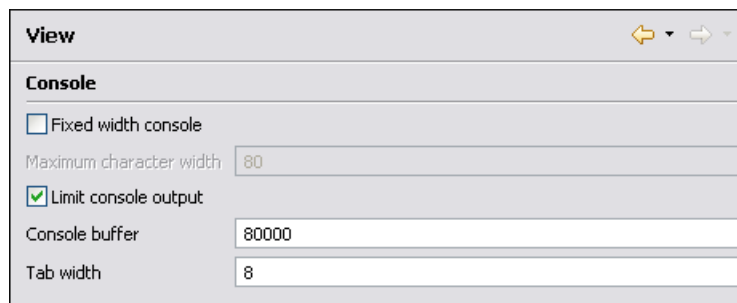 View
Console
Fixed width console
Maximum character width 80
Limit console output
Console buffer 80000
Tab width 8